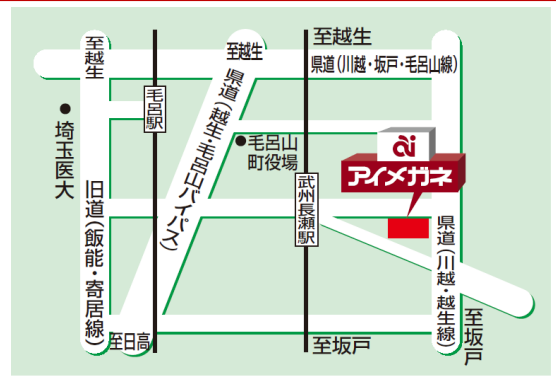 至越生
至越生
至越生
県道(川越・坂戸・毛呂山線)
毛呂駅
県道(越生・毛呂山バイパス)
埼玉医大
毛呂山
町役場
ai
アイメガネ
武州長瀬駅
旧道(飯能・寄居線)
県道(川越・越生線)
至日高
至坂戸
至坂戸